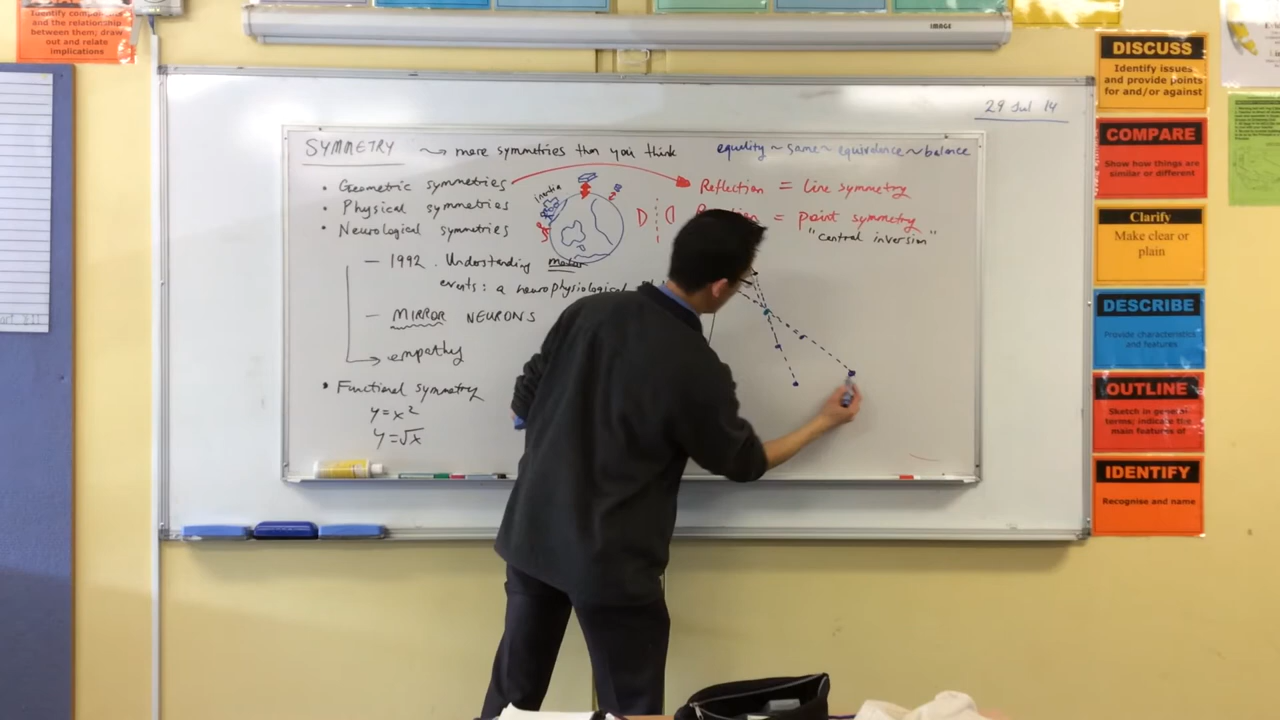 Identify comp
and the relationship
between them; draw
out and relate
implications
IMAGE
29 Jul 14
SYMMETRY ~> more symmetries than you think
equality ~ same ~ equivalence ~ balance
• Geometric symmetries
• Physical symmetries
• Neurological symmetries
inertia
Reflection = Line symmetry
= point symmetry
"central inversion"
— 1992. Understanding motor
events: a neurophysiological
— MIRROR NEURONS
→ empathy
• Functional symmetry
y = x²
y = √x
DISCUSS
Identify issues
and provide points
for and/or against
COMPARE
Show how things are
similar or different
Clarify
Make clear or
plain
DESCRIBE
Provide characteristics
and features
OUTLINE
Sketch in general
terms; indicate the
main features of
IDENTIFY
Recognise and name